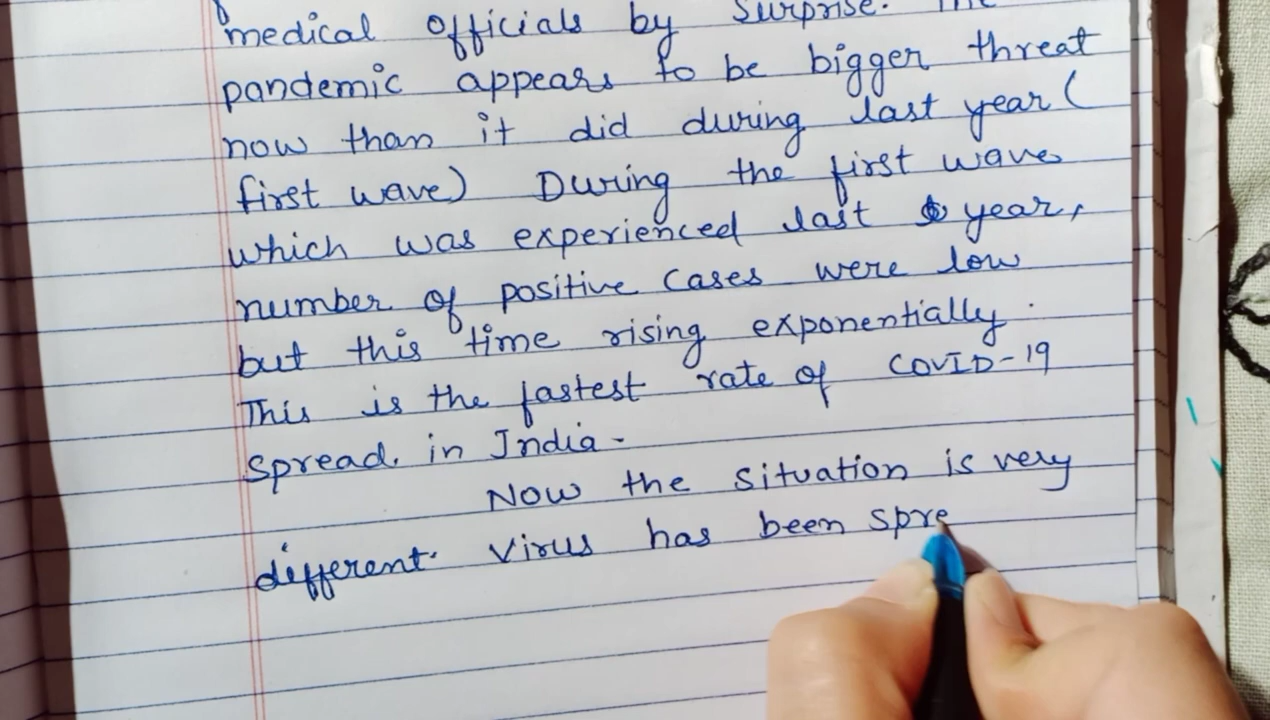 medical officials by surprise. The
pandemic appears to be bigger threat
now than it did during last year (
first wave) During the first wave
which was experienced last year,
number of positive cases were low
but this time rising exponentially.
This is the fastest rate of COVID-19
spread. in India-
Now the situation is very
different. Virus has been spre